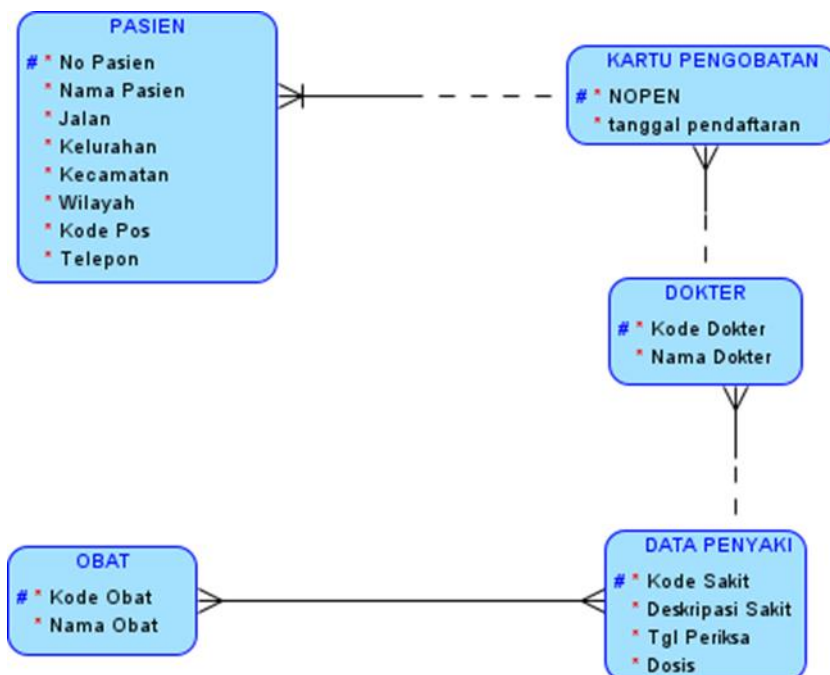 PASIEN
# * No Pasien
* Nama Pasien
* Jalan
* Kelurahan
* Kecamatan
* Wilayah
* Kode Pos
* Telepon
KARTU PENGOBATAN
# * NOPEN
* tanggal pendaftaran
DOKTER
# * Kode Dokter
* Nama Dokter
OBAT
# * Kode Obat
* Nama Obat
DATA PENYAKI
# * Kode Sakit
* Deskripasi Sakit
* Tgl Periksa
* Dosis